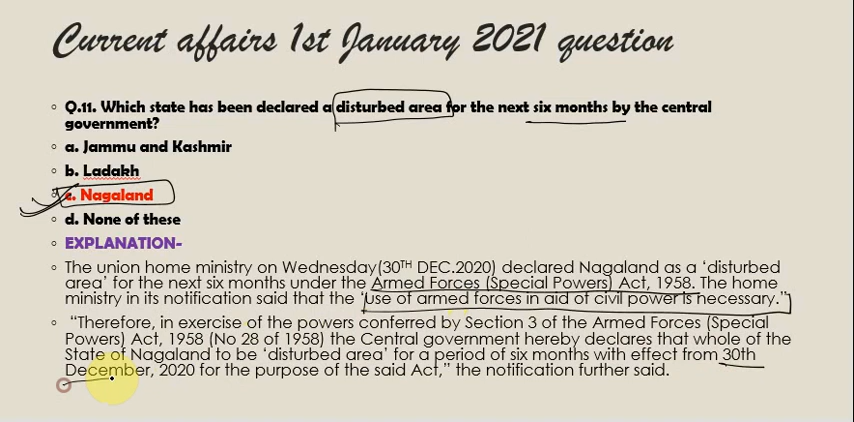 Current affairs 1st January 2021 question
Q.11. Which state has been declared a disturbed area for the next six months by the central
government?
a. Jammu and Kashmir
b. Ladakh
c. Nagaland
d. None of these
EXPLANATION-
The union home ministry on Wednesday(30TH DEC.2020) declared Nagaland as a ‘disturbed
area’ for the next six months under the Armed Forces (Special Powers) Act, 1958. The home
ministry in its notification said that the ‘use of armed forces in aid of civil power is necessary.”
“Therefore, in exercise of the powers conferred by Section 3 of the Armed Forces (Special
Powers) Act, 1958 (No 28 of 1958) the Central government hereby declares that whole of the
State of Nagaland to be ‘disturbed area’ for a period of six months with effect from 30th
December, 2020 for the purpose of the said Act,” the notification further said.